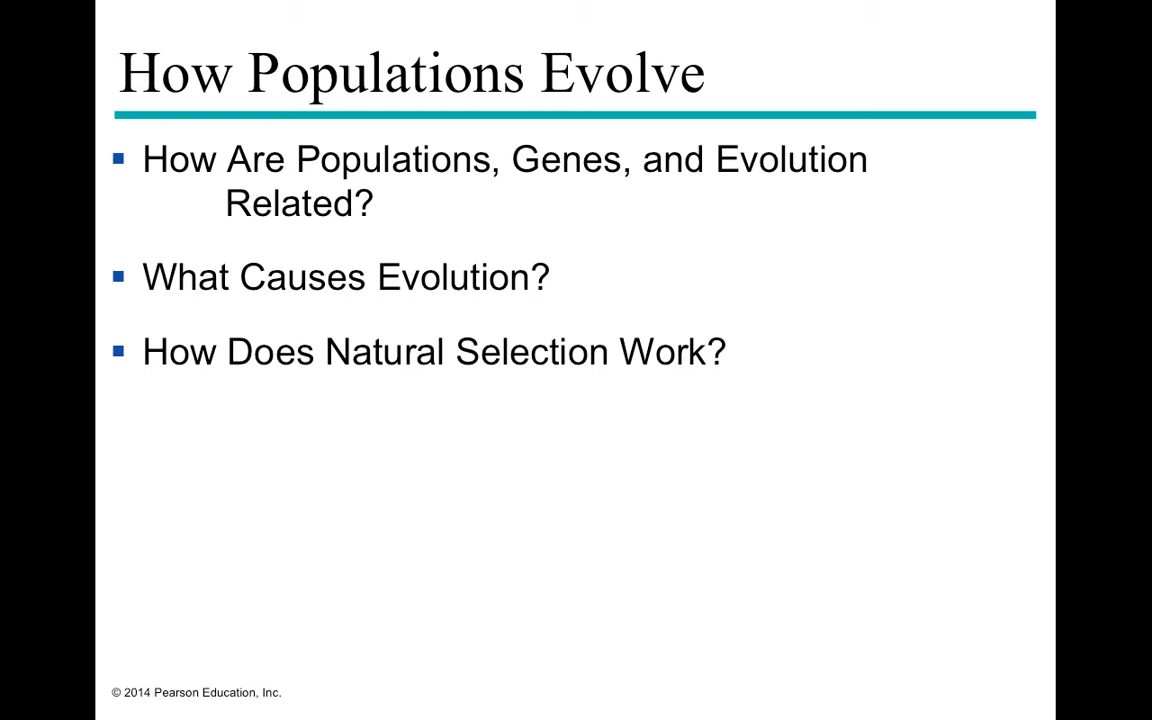 How Populations Evolve
▪ How Are Populations, Genes, and Evolution
Related?
▪ What Causes Evolution?
▪ How Does Natural Selection Work?
© 2014 Pearson Education, Inc.